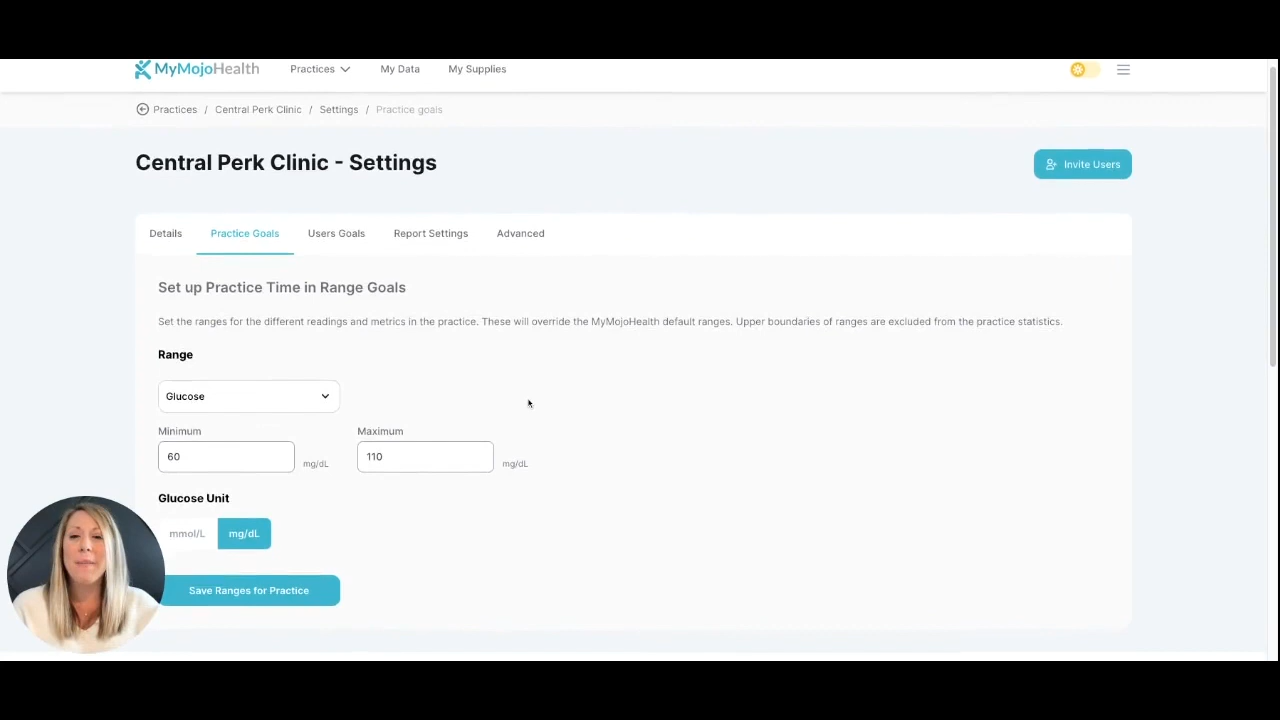 MyMojoHealth Practices My Data My Supplies
Practices / Central Perk Clinic / Settings / Practice goals
Central Perk Clinic - Settings
Invite Users
Details Practice Goals Users Goals Report Settings Advanced
Set up Practice Time in Range Goals
Set the ranges for the different readings and metrics in the practice. These will override the MyMojoHealth default ranges. Upper boundaries of ranges are excluded from the practice statistics.
Range
Glucose
Minimum Maximum
60 mg/dL 110 mg/dL
Glucose Unit
mmol/L mg/dL
Save Ranges for Practice